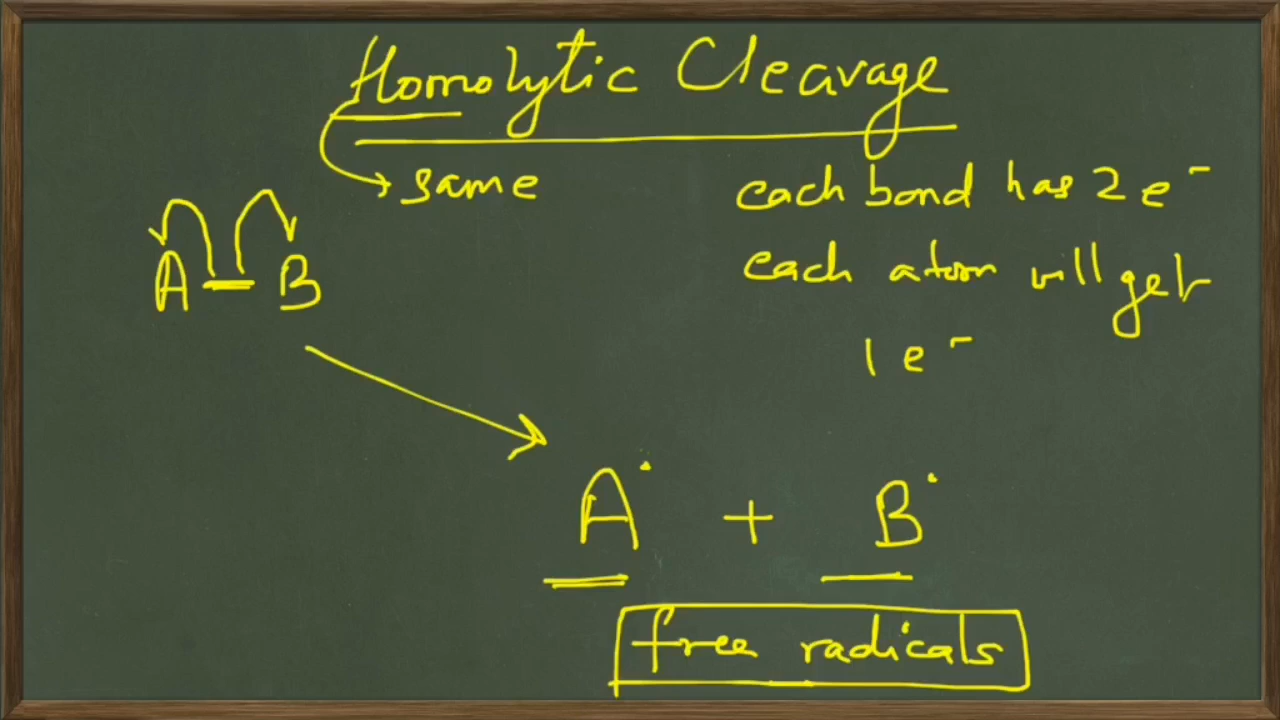 Homolytic Cleavage
same
each bond has 2 e⁻
each atom will get
1 e⁻
A — B
A˙ + B˙
free radicals